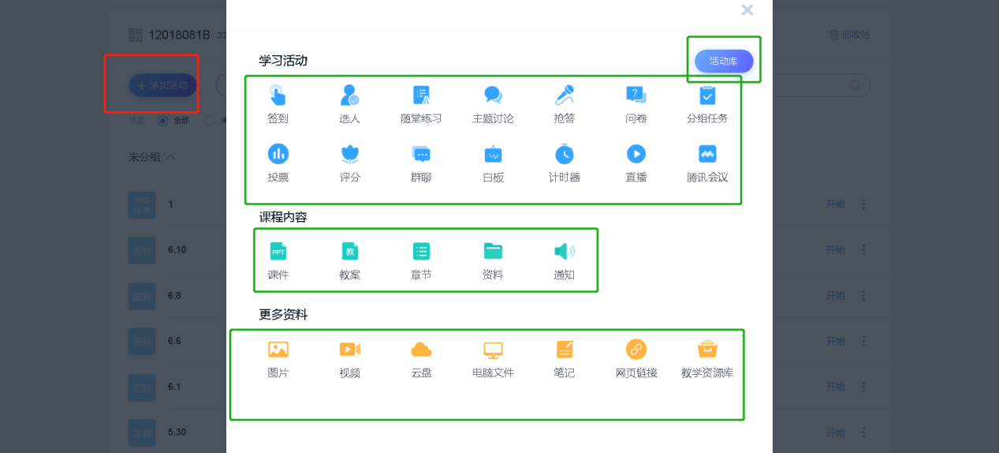 12018081B 32
回收站
学习活动
活动库
+ 添加活动
签到 选人 随堂练习 主题讨论 抢答 问卷 分组任务
状态 全部 未
投票 评分 群聊 白板 计时器 直播 腾讯会议
未分组
分组任务 1 开始
课程内容
PPT 教
签到 6.10 开始
课件 教案 章节 资料 通知
签到 6.8 开始
更多资料
签到 6.6 开始
图片 视频 云盘 电脑文件 笔记 网页链接 教学资源库
签到 6.1 开始
签到 5.30 开始